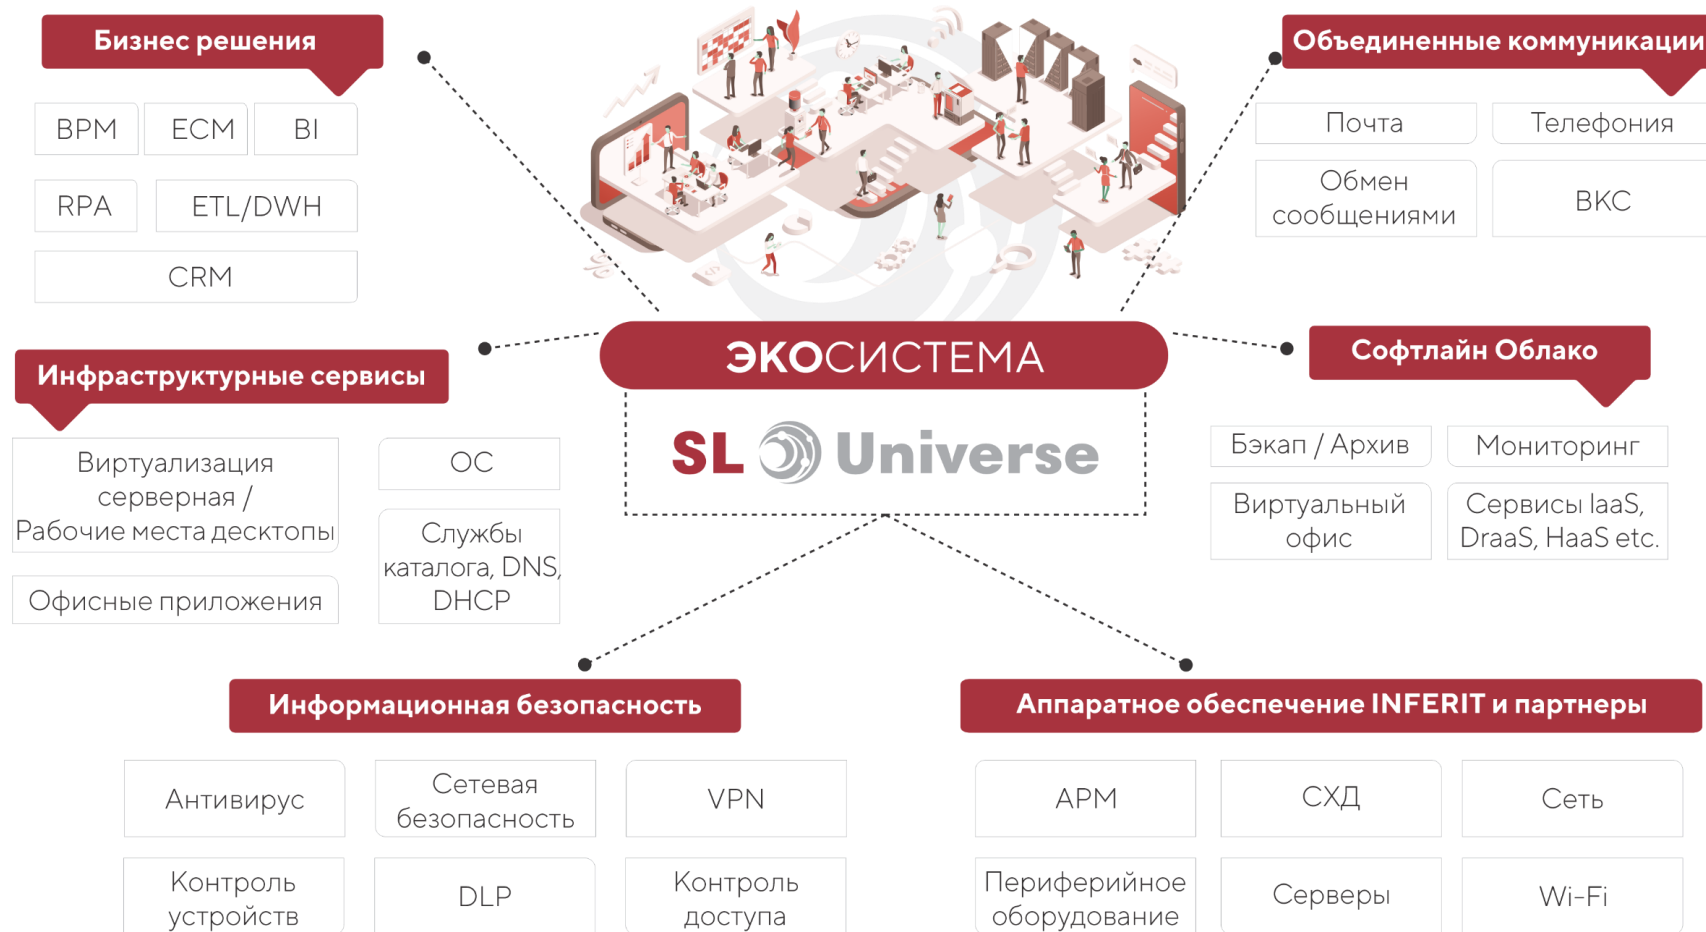 Бизнес решения
BPM
ECM
BI
RPA
ETL/DWH
CRM
Объединенные коммуникации
Почта
Телефония
Обмен
сообщениями
ВКС
ЭКОСИСТЕМА
SL Universe
Инфраструктурные сервисы
Виртуализация
серверная /
Рабочие места десктопы
ОС
Службы
каталога, DNS,
DHCP
Офисные приложения
Софтлайн Облако
Бэкап / Архив
Мониторинг
Виртуальный
офис
Сервисы IaaS,
DraaS, HaaS etc.
Информационная безопасность
Антивирус
Сетевая
безопасность
VPN
Контроль
устройств
DLP
Контроль
доступа
Аппаратное обеспечение INFERIT и партнеры
АРМ
СХД
Сеть
Периферийное
оборудование
Серверы
Wi-Fi